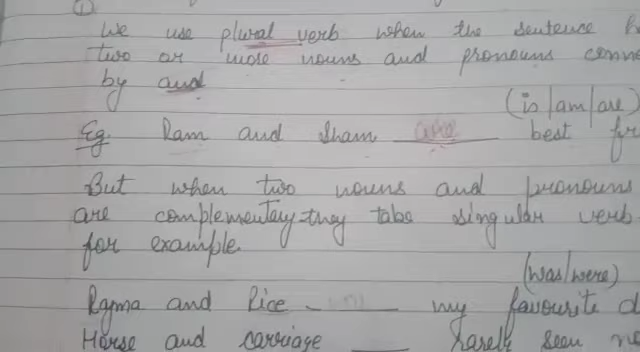 ①
We use plural verb when the sentence
two or more nouns and pronouns
by and
(is/am/are)
Eg. Ram and Sham are best
But when two nouns and pronouns
are complementary they take singular verb
for example.
(was/were)
Rajma and Rice my favourite
Horse and carriage rarely seen